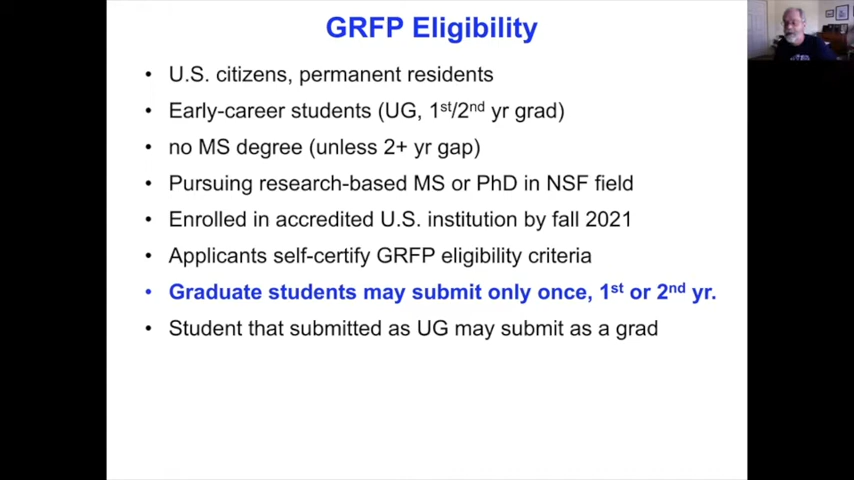 GRFP Eligibility
• U.S. citizens, permanent residents
• Early-career students (UG, 1st/2nd yr grad)
• no MS degree (unless 2+ yr gap)
• Pursuing research-based MS or PhD in NSF field
• Enrolled in accredited U.S. institution by fall 2021
• Applicants self-certify GRFP eligibility criteria
• Graduate students may submit only once, 1st or 2nd yr.
• Student that submitted as UG may submit as a grad